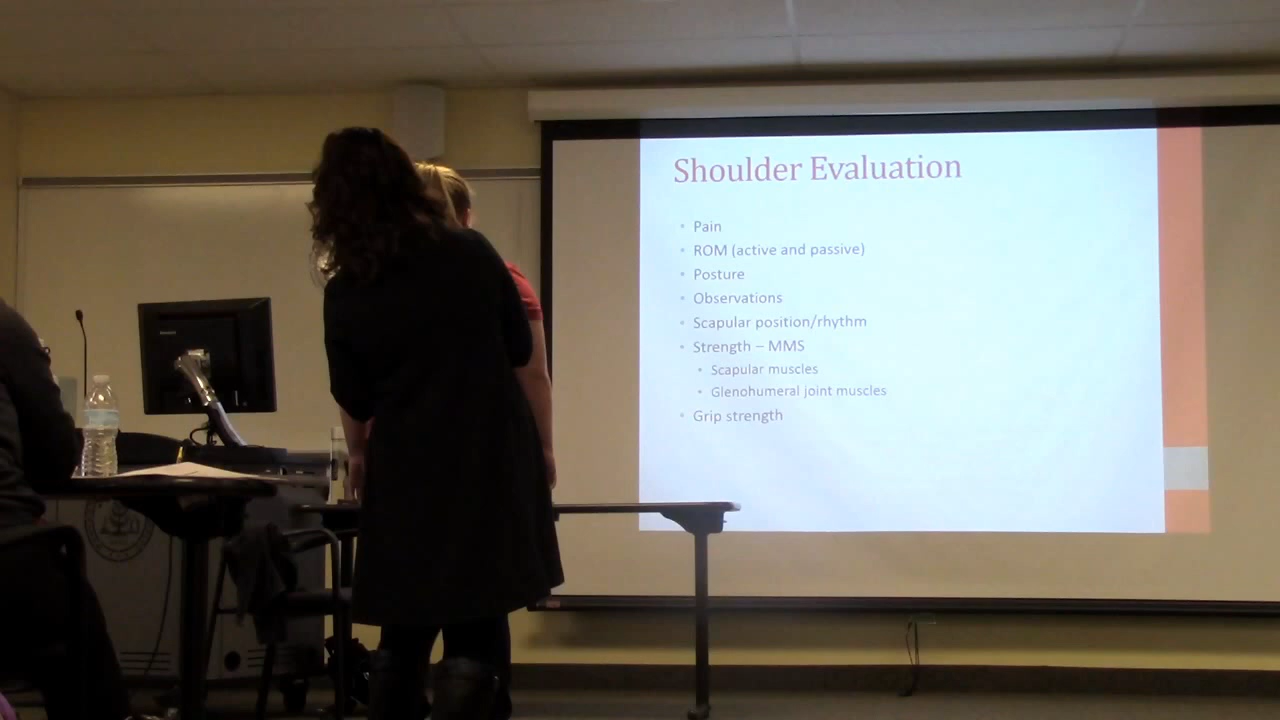 Shoulder Evaluation
• Pain
• ROM (active and passive)
• Posture
• Observations
• Scapular position/rhythm
• Strength – MMS
• Scapular muscles
• Glenohumeral joint muscles
• Grip strength